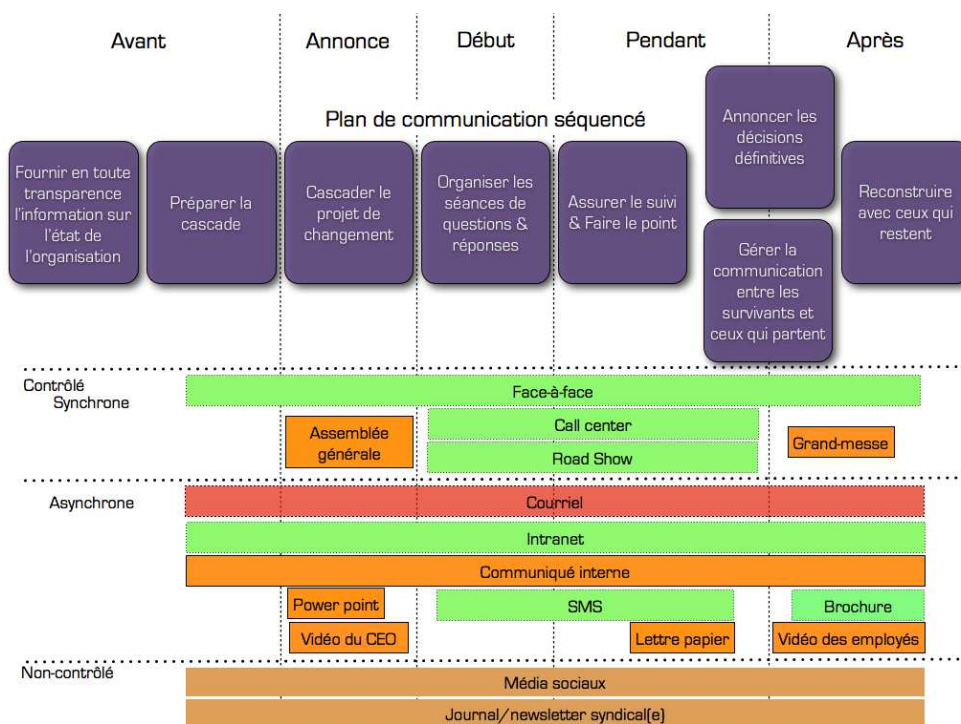 Avant
Annonce
Début
Pendant
Après
Plan de communication séquencé
Fournir en toute
transparence
l'information sur
l'état de
l'organisation
Préparer la
cascade
Cascader le
projet de
changement
Organiser les
séances de
questions &
réponses
Assurer le suivi
& Faire le point
Annoncer les
décisions
définitives
Gérer la
communication
entre les
survivants et
ceux qui partent
Reconstruire
avec ceux qui
restent
Contrôlé
Synchrone
Face-à-face
Assemblée
générale
Call center
Road Show
Grand-messe
Asynchrone
Courriel
Intranet
Communiqué interne
Power point
SMS
Brochure
Vidéo du CEO
Lettre papier
Vidéo des employés
Non-contrôlé
Média sociaux
Journal/newsletter syndical(e)